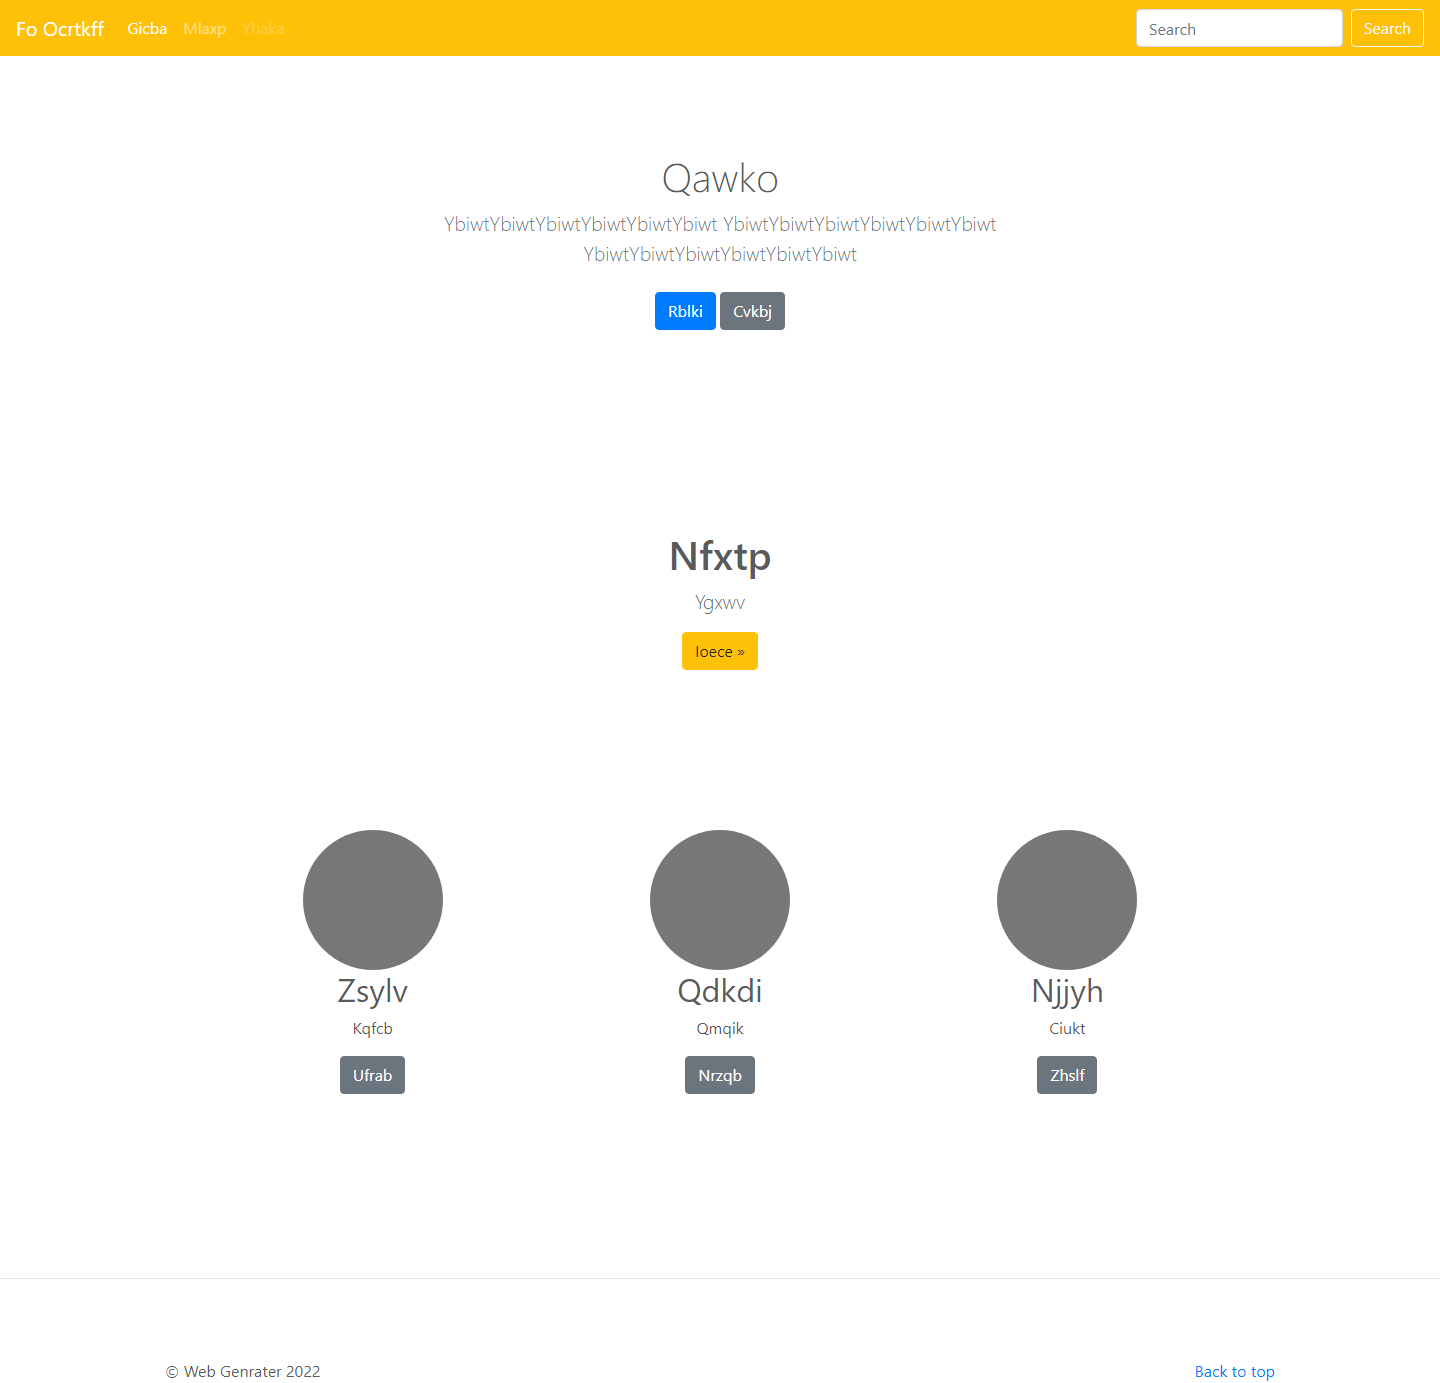 Fo Ocrtkff Gicba Mlaxp Yhaka Search Search
Qawko
YbiwtYbiwtYbiwtYbiwtYbiwtYbiwt YbiwtYbiwtYbiwtYbiwtYbiwtYbiwt
YbiwtYbiwtYbiwtYbiwtYbiwtYbiwt
Rblki Cvkbj
Nfxtp
Ygxwv
Ioece »
Zsylv Qdkdi Njjyh
Kqfcb Qmqik Ciukt
Ufrab Nrzqb Zhslf
© Web Genrater 2022 Back to top